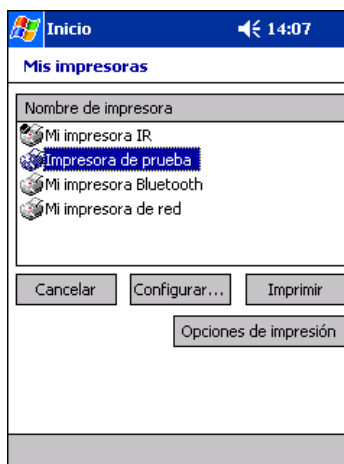 Inicio 14:07
Mis impresoras
Nombre de impresora
Mi impresora IR
Impresora de prueba
Mi impresora Bluetooth
Mi impresora de red
Cancelar Configurar... Imprimir
Opciones de impresión